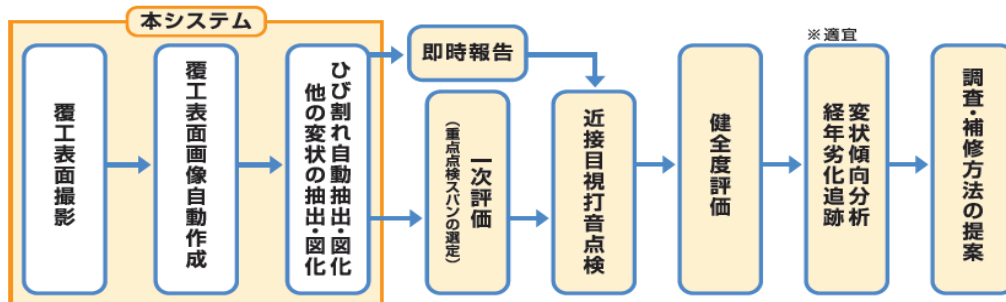 本システム
覆工表面撮影
覆工表面画像自動作成
ひび割れ自動抽出・図化
他の変状の抽出・図化
即時報告
一次評価
(重点点検スパンの選定)
近接目視打音点検
健全度評価
※適宜
変状傾向分析
経年劣化追跡
調査・補修方法の提案